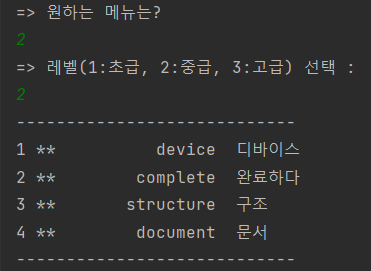 => 원하는 메뉴는?
2
=> 레벨(1:초급, 2:중급, 3:고급) 선택 :
2
----------------------------
1 **          device  디바이스
2 **        complete  완료하다
3 **       structure  구조
4 **        document  문서
----------------------------